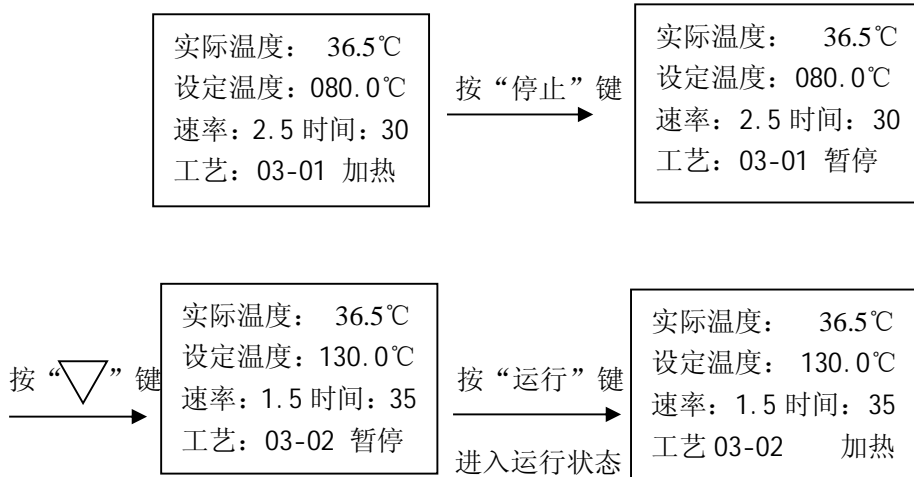 实际温度： 36.5℃
设定温度：080.0℃
速率：2.5 时间：30
工艺：03-01 加热
按“停止”键
实际温度： 36.5℃
设定温度：080.0℃
速率：2.5 时间：30
工艺：03-01 暂停
按“▽”键
实际温度： 36.5℃
设定温度：130.0℃
速率：1.5 时间：35
工艺：03-02 暂停
按“运行”键
进入运行状态
实际温度： 36.5℃
设定温度： 130.0℃
速率：1.5 时间：35
工艺 03-02 加热